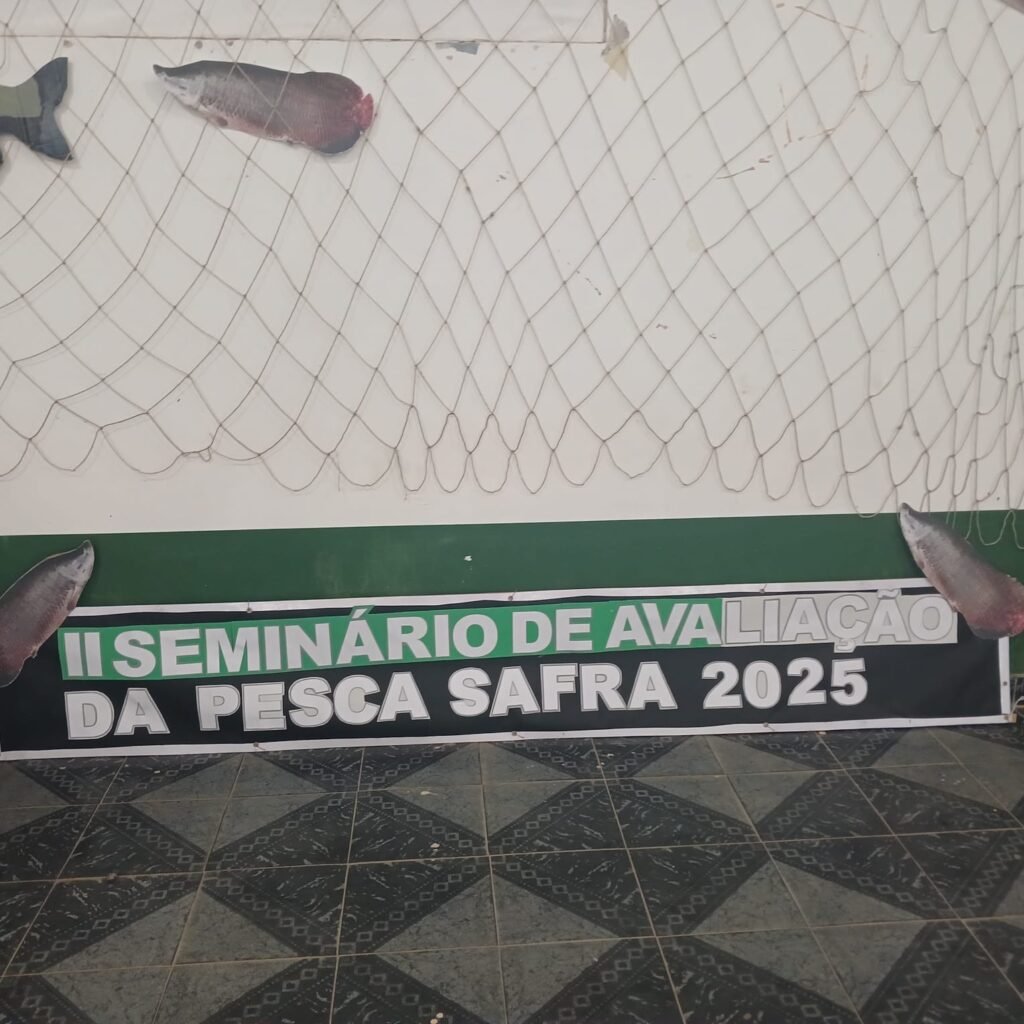 II SEMINÁRIO DE AVALIAÇÃO
DA PESCA SAFRA 2025